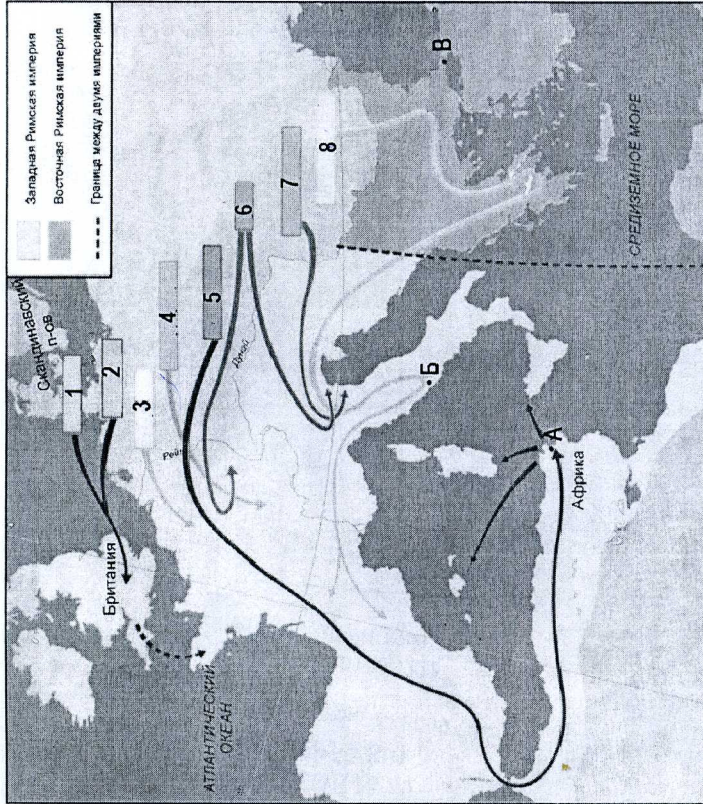 Западная Римская империя
Восточная Римская империя
Граница между двумя империями
Скандинавский
п-ов
1
2
3
4
5
6
7
8
Рейн
Дунай
Британия
АТЛАНТИЧЕСКИЙ
ОКЕАН
Б
В
А
Африка
СРЕДИЗЕМНОЕ МОРЕ